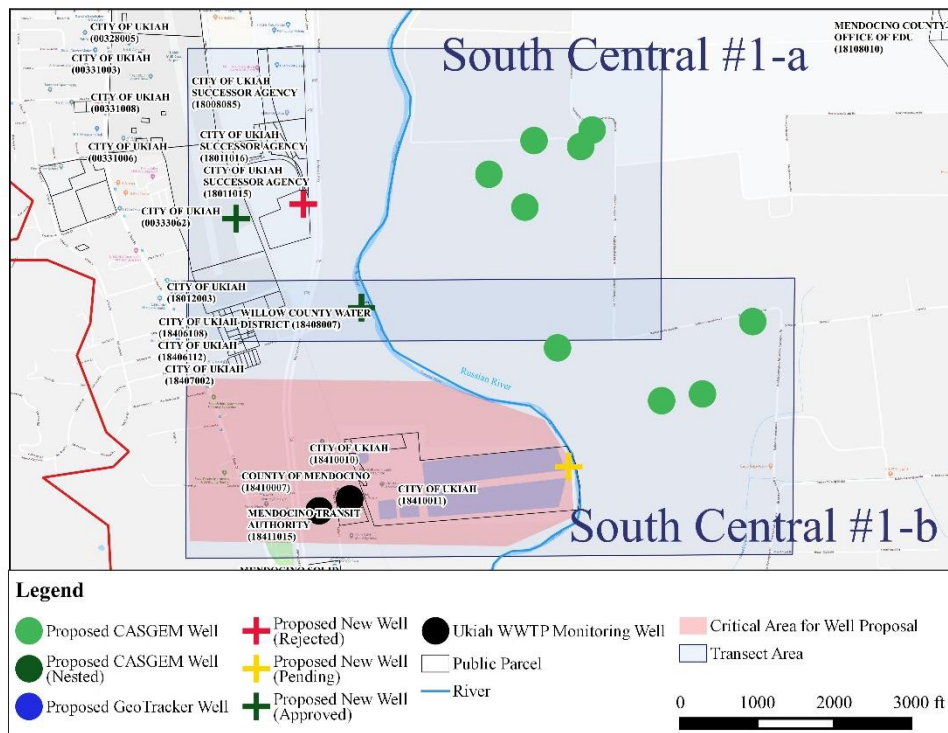 CITY OF UKIAH
(00328005)
MENDOCINO COUNTY
OFFICE OF EDU
(18108010)
South Central #1-a
CITY OF UKIAH
(00331003)
CITY OF UKIAH
SUCCESSOR AGENCY
(18008085)
CITY OF UKIAH
(00331008)
CITY OF UKIAH
SUCCESSOR AGENCY
(18011016)
CITY OF UKIAH
(00331006)
CITY OF UKIAH
SUCCESSOR AGENCY
(18011015)
CITY OF UKIAH
(00333062)
CITY OF UKIAH
(18012003)
WILLOW COUNTY WATER
DISTRICT (18408007)
CITY OF UKIAH
(18406108)
CITY OF UKIAH
(18406112)
CITY OF UKIAH
(18407002)
Russian River
CITY OF UKIAH
(18410010)
COUNTY OF MENDOCINO
(18410007)
CITY OF UKIAH
(18410011)
MENDOCINO TRANSIT
AUTHORITY
(18411015)
South Central #1-b
MENDOCINO SOLID
Legend
Proposed CASGEM Well
Proposed CASGEM Well
(Nested)
Proposed GeoTracker Well
Proposed New Well
(Rejected)
Proposed New Well
(Pending)
Proposed New Well
(Approved)
Ukiah WWTP Monitoring Well
Public Parcel
River
Critical Area for Well Proposal
Transect Area
0 1000 2000 3000 ft